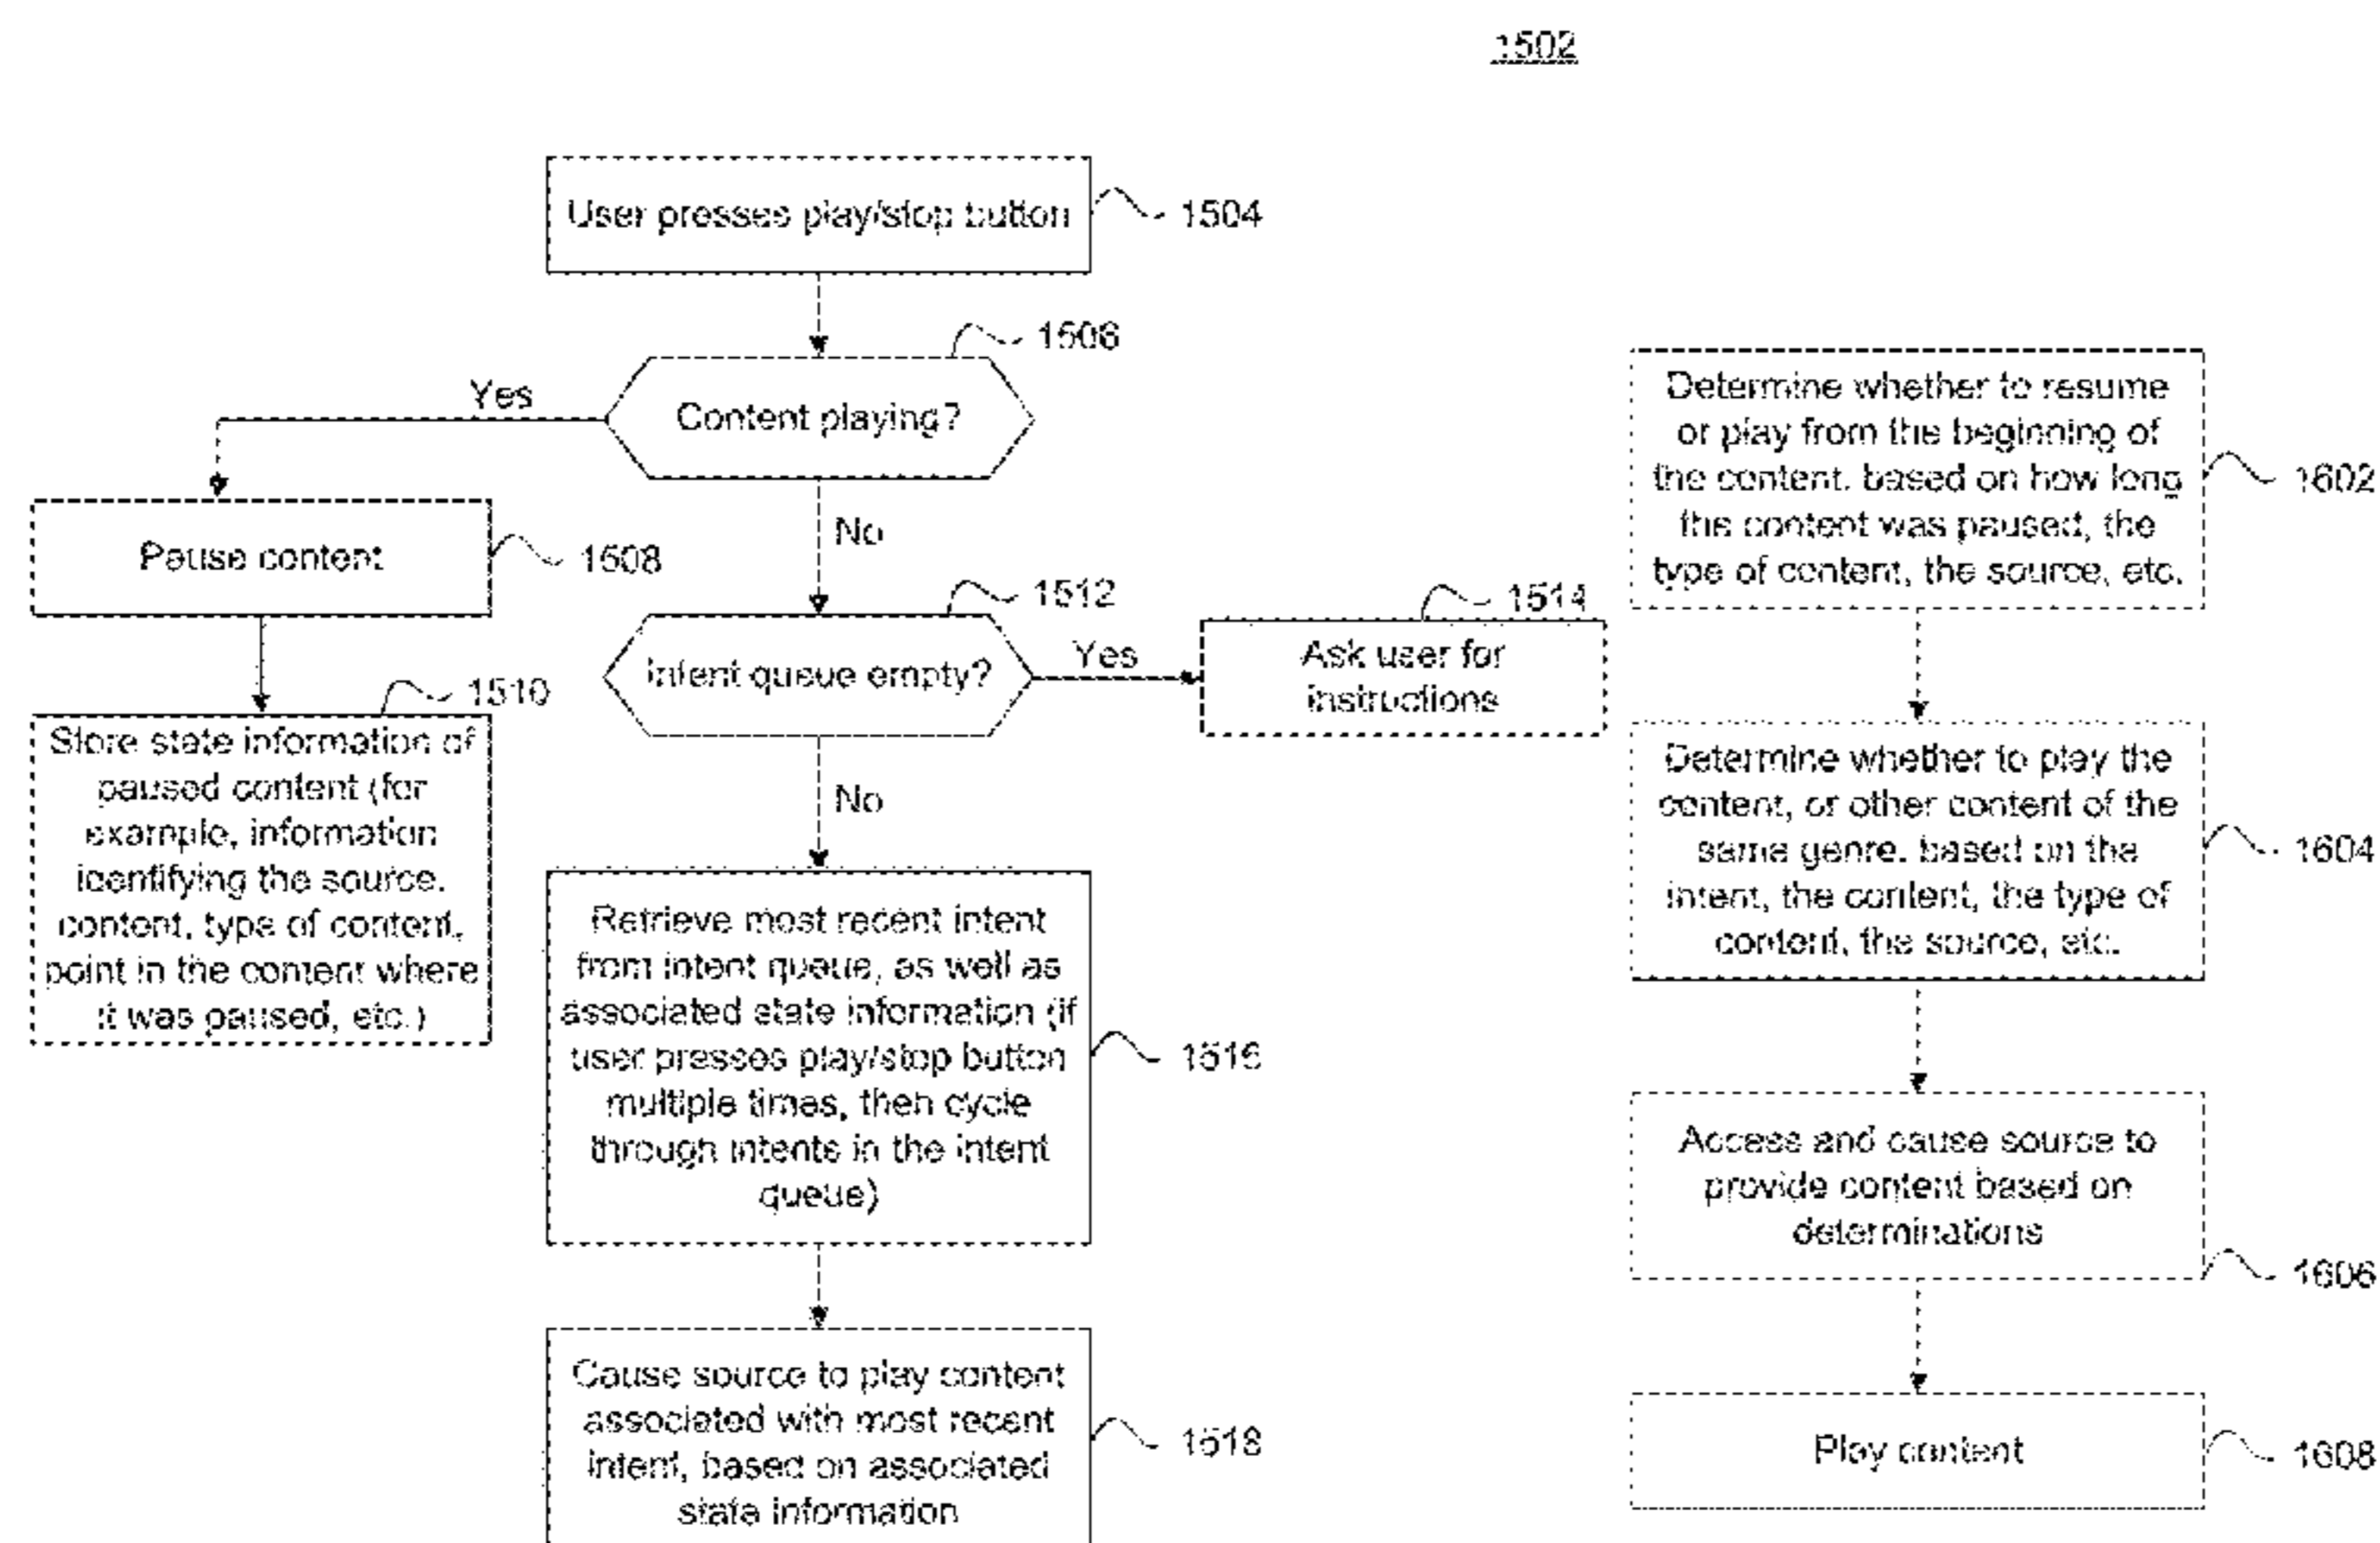 1502
User presses play/stop button
1504
1506
Content playing?
Yes
No
Pause content
1508
1510
Store state information of
paused content (for
example, information
identifying the source,
content, type of content,
point in the content where
it was paused, etc.)
1512
Intent queue empty?
Yes
No
1514
Ask user for
instructions
Retrieve most recent intent
from intent queue, as well as
associated state information (if
user presses play/stop button
multiple times, then cycle
through intents in the intent
queue)
1516
Cause source to play content
associated with most recent
intent, based on associated
state information
1518
Determine whether to resume
or play from the beginning of
the content, based on how long
the content was paused, the
type of content, the source, etc.
1602
Determine whether to play the
content, or other content of the
same genre, based on the
intent, the content, the type of
content, the source, etc.
1604
Access and cause source to
provide content based on
determinations
1606
Play content
1608